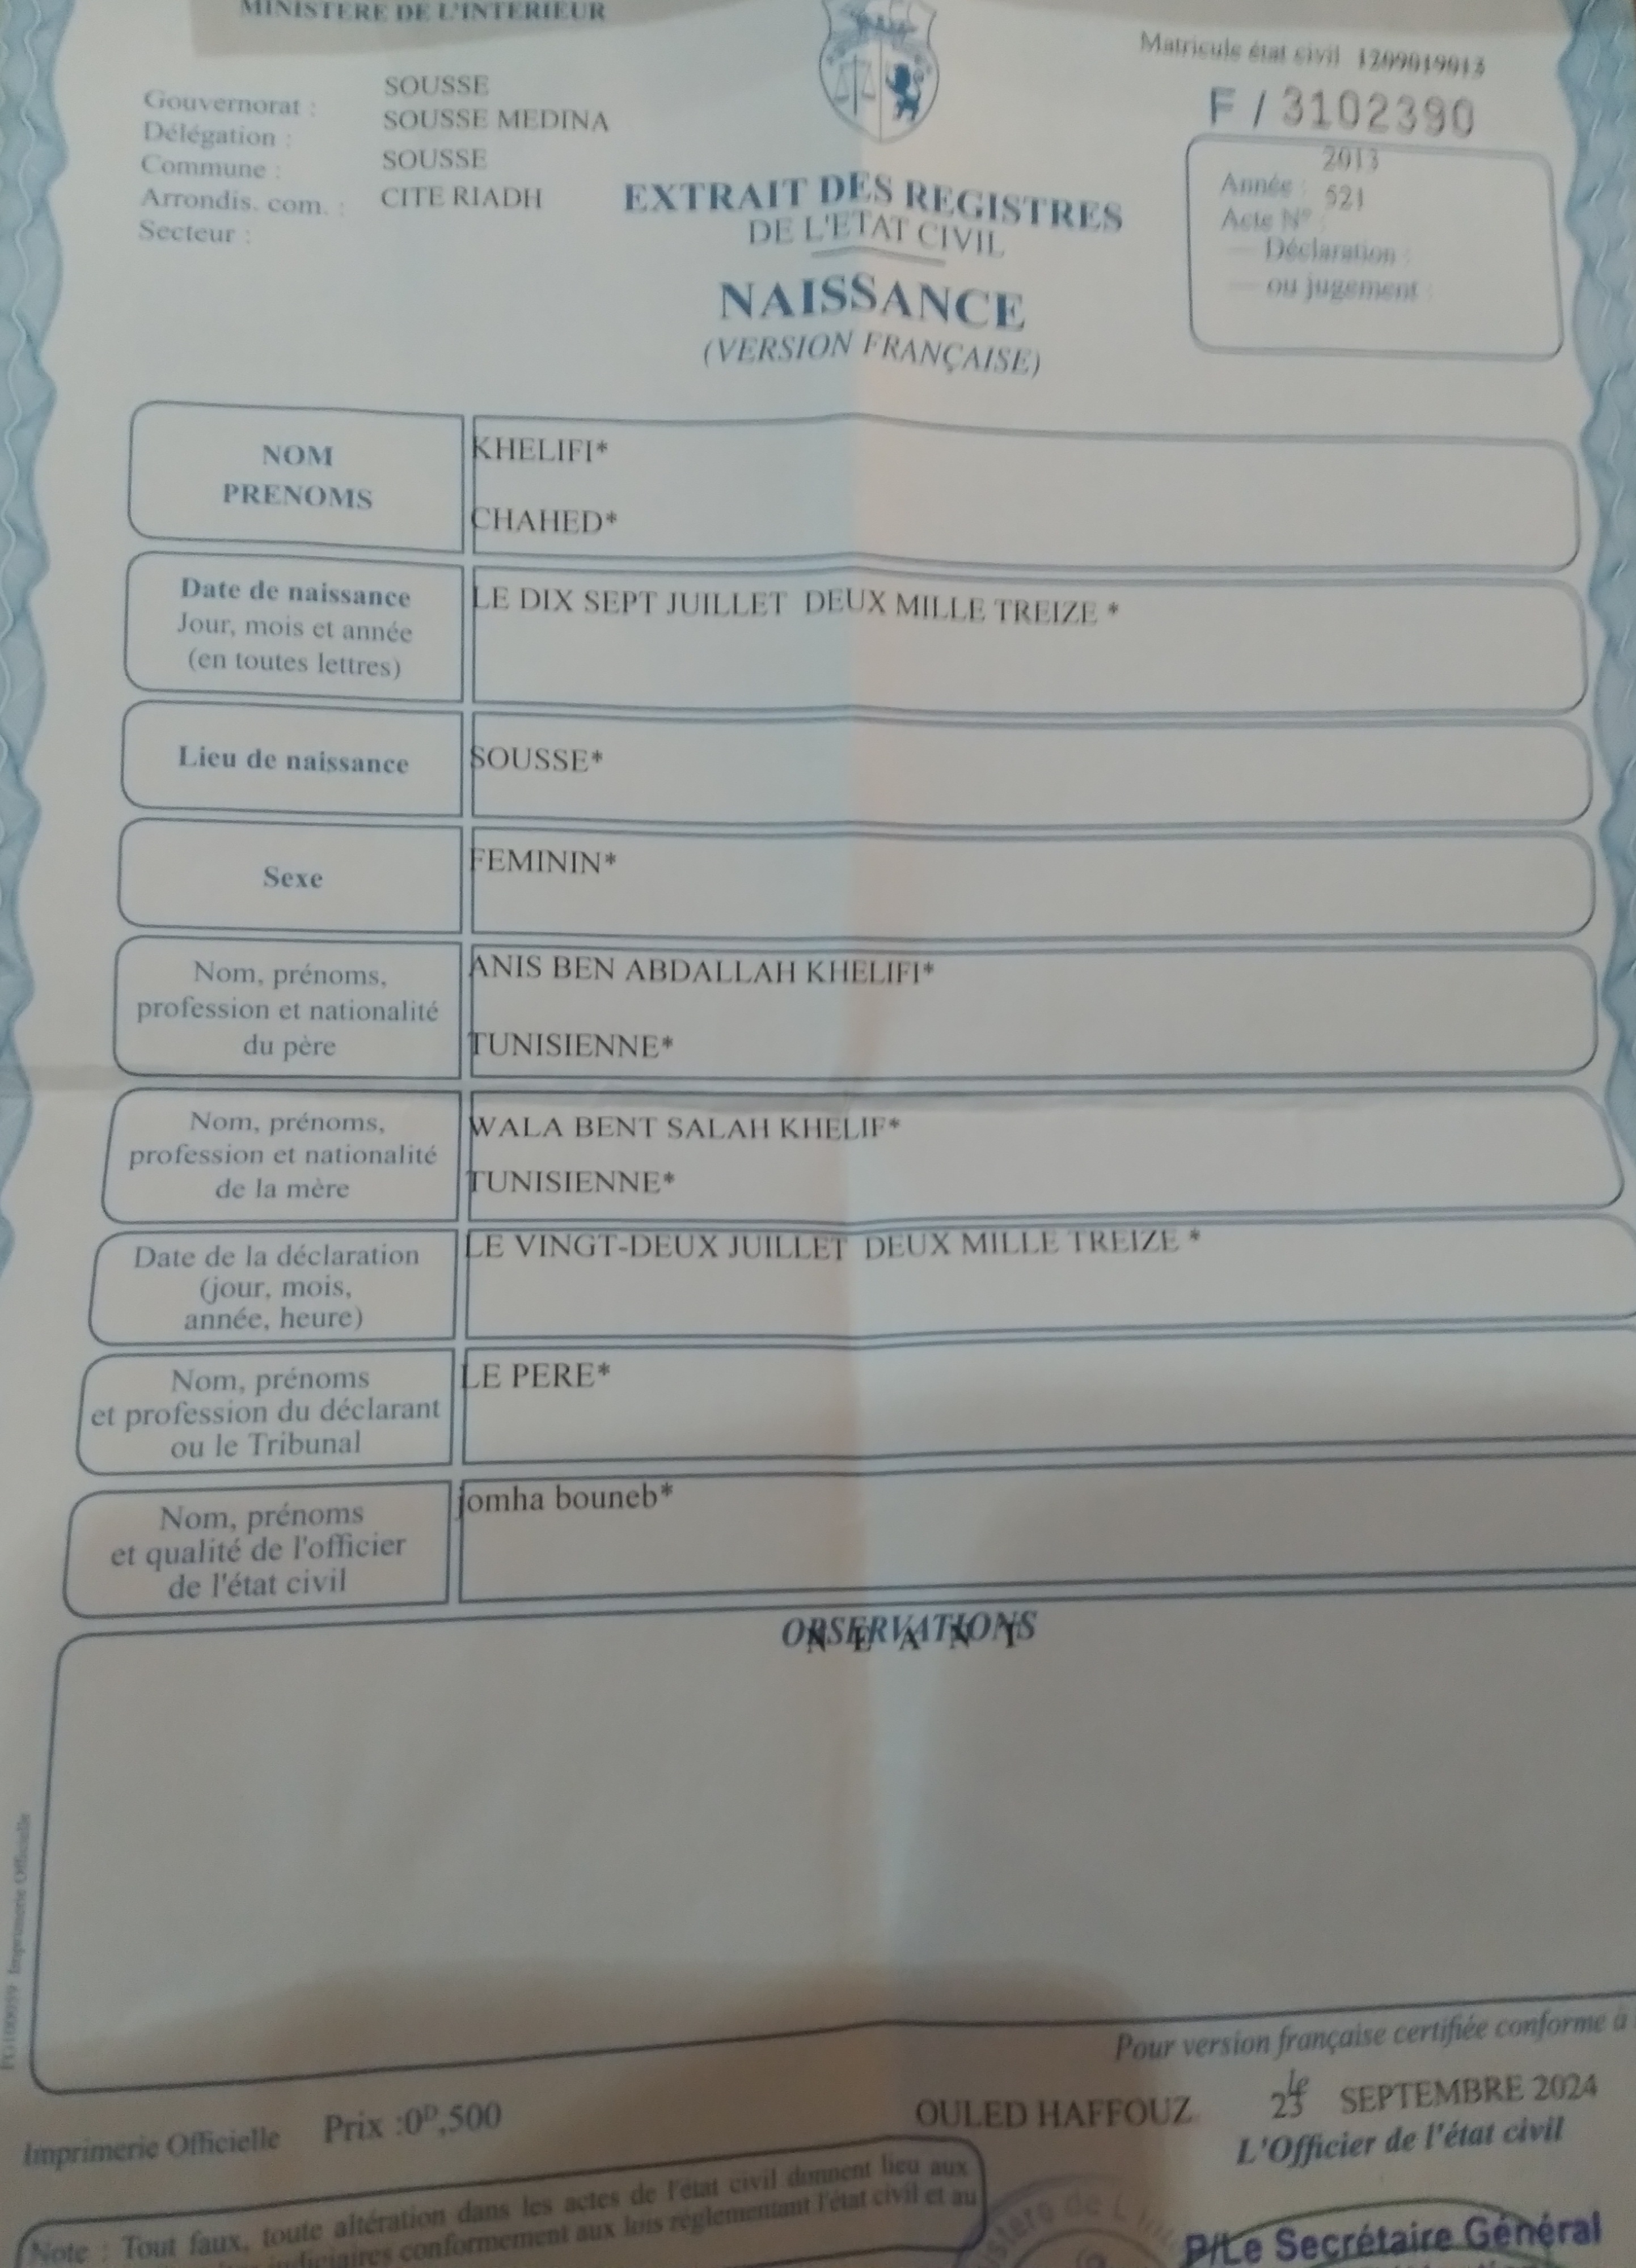 MINISTERE DE L'INTERIEUR
Matricule état civil 1209019013
F / 3102390
Gouvernorat : SOUSSE
Délégation : SOUSSE MEDINA
Commune : SOUSSE
Arrondis. com. : CITE RIADH
Secteur :
2013
Année :
521
Acte N° :
— Déclaration :
— ou jugement :
EXTRAIT DES REGISTRES
DE L'ETAT CIVIL
NAISSANCE
(VERSION FRANÇAISE)
NOM
PRENOMS
KHELIFI*
CHAHED*
Date de naissance
Jour, mois et année
(en toutes lettres)
LE DIX SEPT JUILLET DEUX MILLE TREIZE *
Lieu de naissance
SOUSSE*
Sexe
FEMININ*
Nom, prénoms,
profession et nationalité
du père
ANIS BEN ABDALLAH KHELIFI*
TUNISIENNE*
Nom, prénoms,
profession et nationalité
de la mère
WALA BENT SALAH KHELIF*
TUNISIENNE*
Date de la déclaration
(jour, mois,
année, heure)
LE VINGT-DEUX JUILLET DEUX MILLE TREIZE *
Nom, prénoms
et profession du déclarant
ou le Tribunal
LE PERE*
Nom, prénoms
et qualité de l'officier
de l'état civil
jomha bouneb*
OBSERVATIONS
N E A N T
Imprimerie Officielle
Pour version française certifiée conforme à
OULED HAFFOUZ le 23 SEPTEMBRE 2024
L'Officier de l'état civil
Imprimerie Officielle Prix :0D,500
Note : Tout faux, toute altération dans les actes de l'état civil donnent lieu aux
judiciaires conformement aux lois réglementant l'état civil et au
P/Le Secrétaire Général